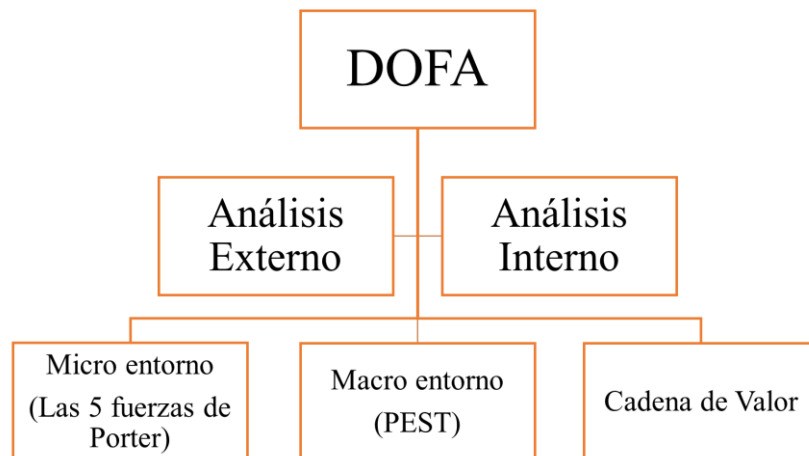 DOFA
Análisis
Externo
Análisis
Interno
Micro entorno
(Las 5 fuerzas de
Porter)
Macro entorno
(PEST)
Cadena de Valor